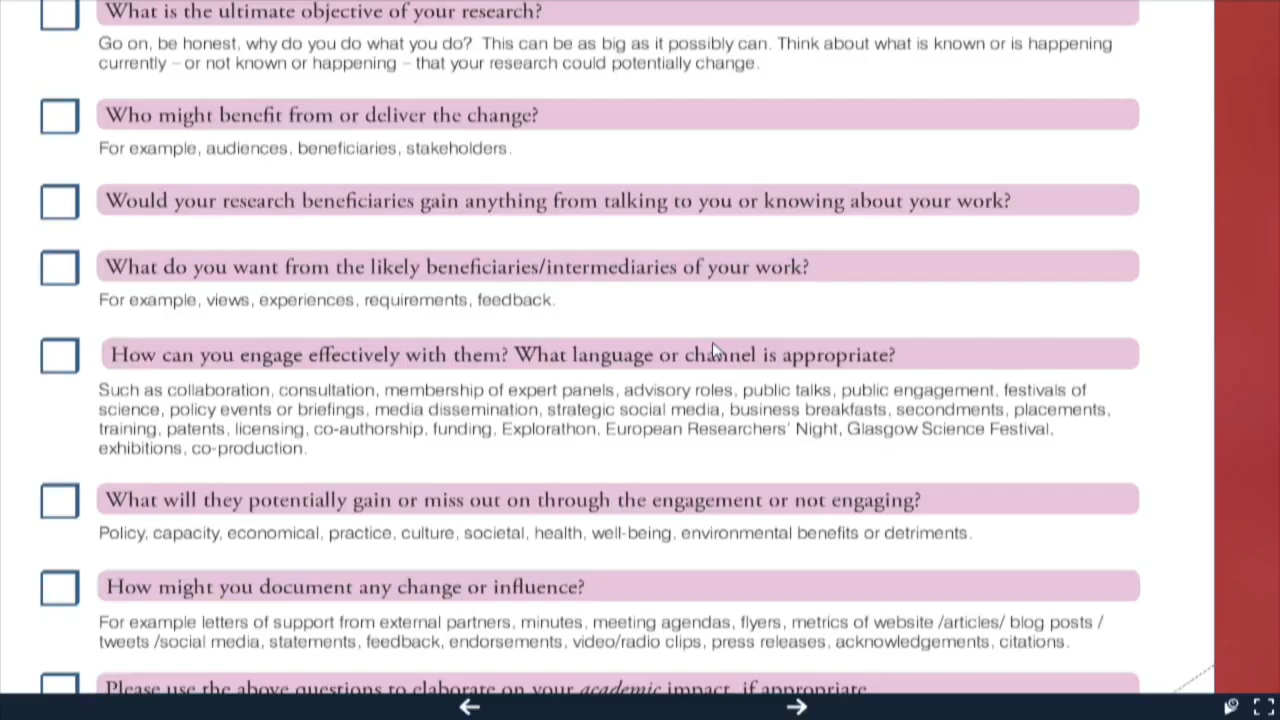 What is the ultimate objective of your research?
Go on, be honest, why do you do what you do?  This can be as big as it possibly can. Think about what is known or is happening
currently – or not known or happening – that your research could potentially change.
Who might benefit from or deliver the change?
For example, audiences, beneficiaries, stakeholders.
Would your research beneficiaries gain anything from talking to you or knowing about your work?
What do you want from the likely beneficiaries/intermediaries of your work?
For example, views, experiences, requirements, feedback.
How can you engage effectively with them? What language or channel is appropriate?
Such as collaboration, consultation, membership of expert panels, advisory roles, public talks, public engagement, festivals of
science, policy events or briefings, media dissemination, strategic social media, business breakfasts, secondments, placements,
training, patents, licensing, co-authorship, funding, Explorathon, European Researchers' Night, Glasgow Science Festival,
exhibitions, co-production.
What will they potentially gain or miss out on through the engagement or not engaging?
Policy, capacity, economical, practice, culture, societal, health, well-being, environmental benefits or detriments.
How might you document any change or influence?
For example letters of support from external partners, minutes, meeting agendas, flyers, metrics of website /articles/ blog posts /
tweets /social media, statements, feedback, endorsements, video/radio clips, press releases, acknowledgements, citations.
Please use the above questions to elaborate on your academic impact, if appropriate